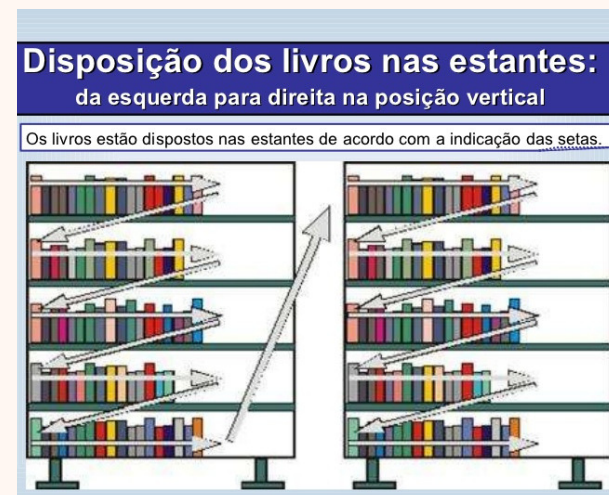 Disposição dos livros nas estantes:
da esquerda para direita na posição vertical
Os livros estão dispostos nas estantes de acordo com a indicação das setas.